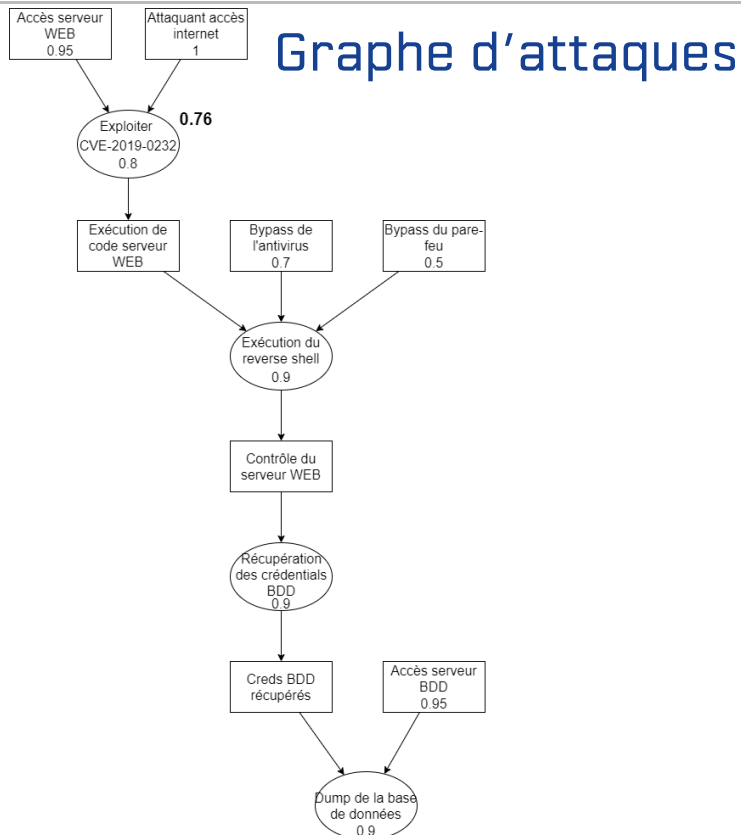 Graphe d'attaques
Accès serveur
WEB
0.95
Attaquant accès
internet
1
Exploiter
CVE-2019-0232
0.8
0.76
Exécution de
code serveur
WEB
Bypass de
l'antivirus
0.7
Bypass du pare-
feu
0.5
Exécution du
reverse shell
0.9
Contrôle du
serveur WEB
Récupération
des crédentials
BDD
0.9
Creds BDD
récupérés
Accès serveur
BDD
0.95
Dump de la base
de données
0.9